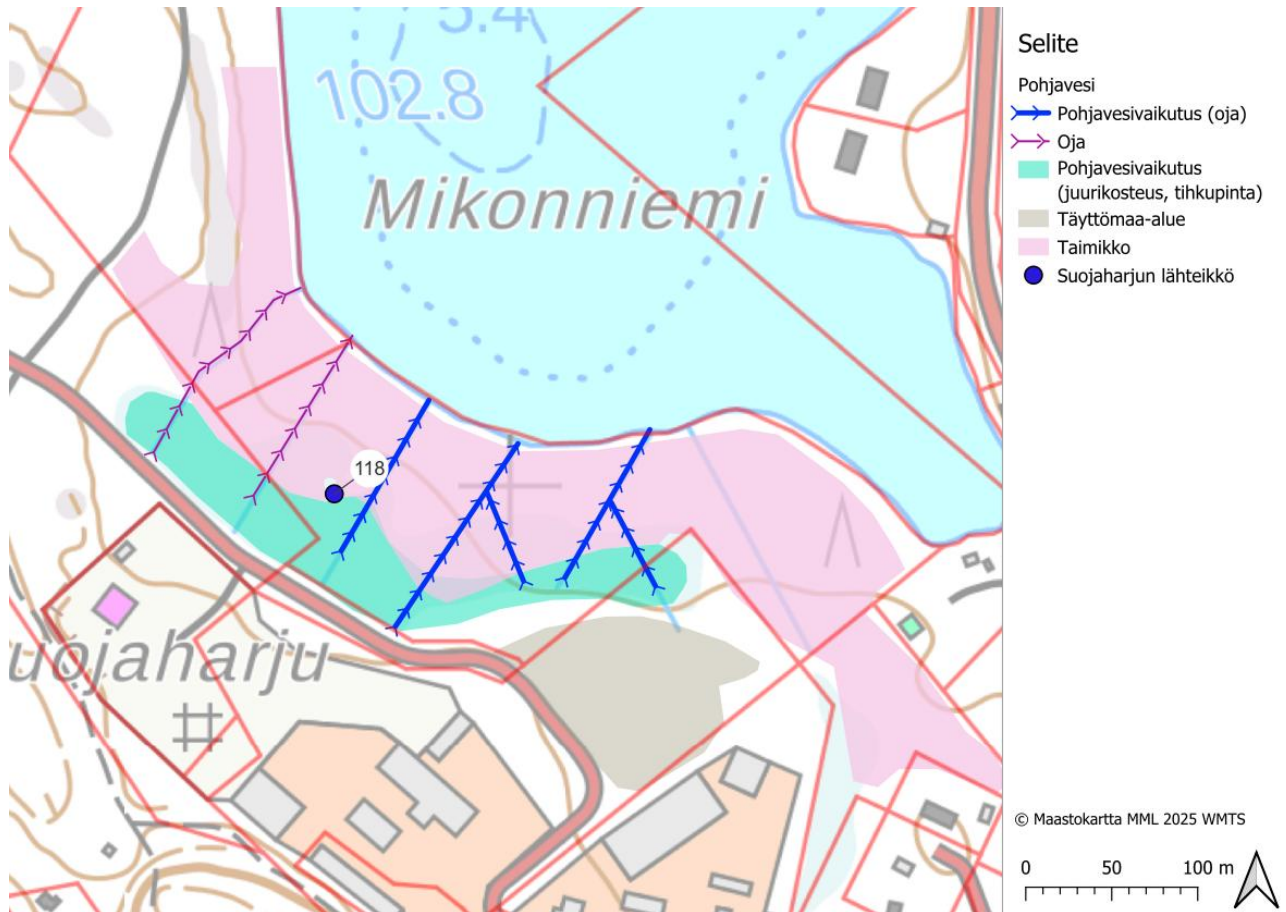 5.4
102.8
Mikonniemi
118
uojaharju
Selite
Pohjavesi
Pohjavesivaikutus (oja)
Oja
Pohjavesivaikutus
(juurikosteus, tihkupinta)
Täyttömaa-alue
Taimikko
Suojaharjun lähteikkö
© Maastokartta MML 2025 WMTS
0 50 100 m